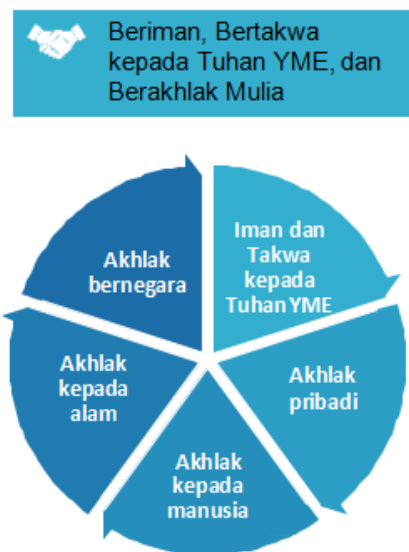 Beriman, Bertakwa
kepada Tuhan YME, dan
Berakhlak Mulia
Iman dan
Takwa
kepada
Tuhan YME
Akhlak
pribadi
Akhlak
kepada
manusia
Akhlak
kepada
alam
Akhlak
bernegara